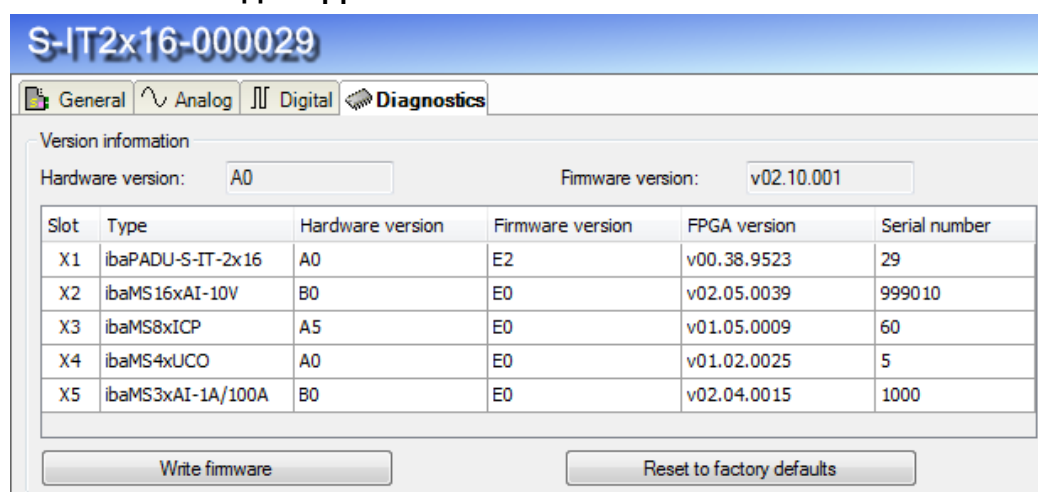 S-IT2x16-000029
General Analog Digital Diagnostics
Version information
Hardware version: A0 Firmware version: v02.10.001
Slot Type Hardware version Firmware version FPGA version Serial number
X1 ibaPADU-S-IT-2x16 A0 E2 v00.38.9523 29
X2 ibaMS16xAI-10V B0 E0 v02.05.0039 999010
X3 ibaMS8xICP A5 E0 v01.05.0009 60
X4 ibaMS4xUCO A0 E0 v01.02.0025 5
X5 ibaMS3xAI-1A/100A B0 E0 v02.04.0015 1000
Write firmware Reset to factory defaults